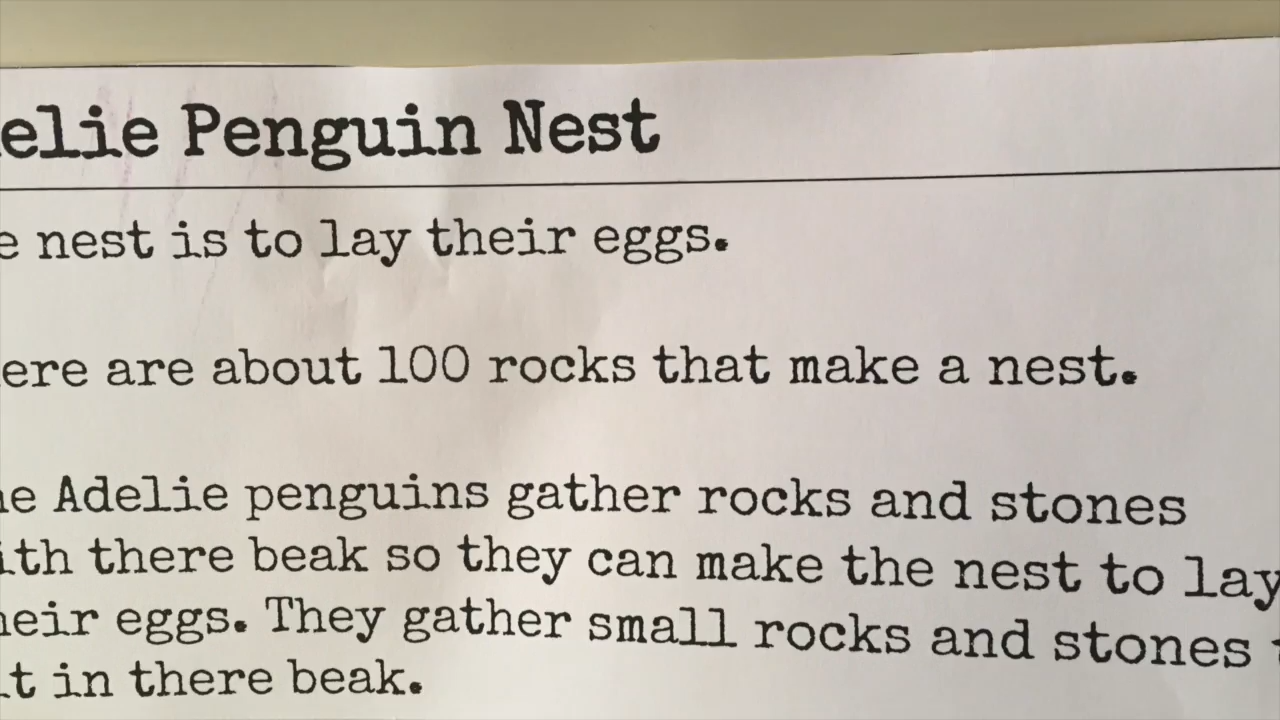 elie Penguin Nest
e nest is to lay their eggs.
ere are about 100 rocks that make a nest.
e Adelie penguins gather rocks and stones
ith there beak so they can make the nest to lay
heir eggs. They gather small rocks and stones
it in there beak.